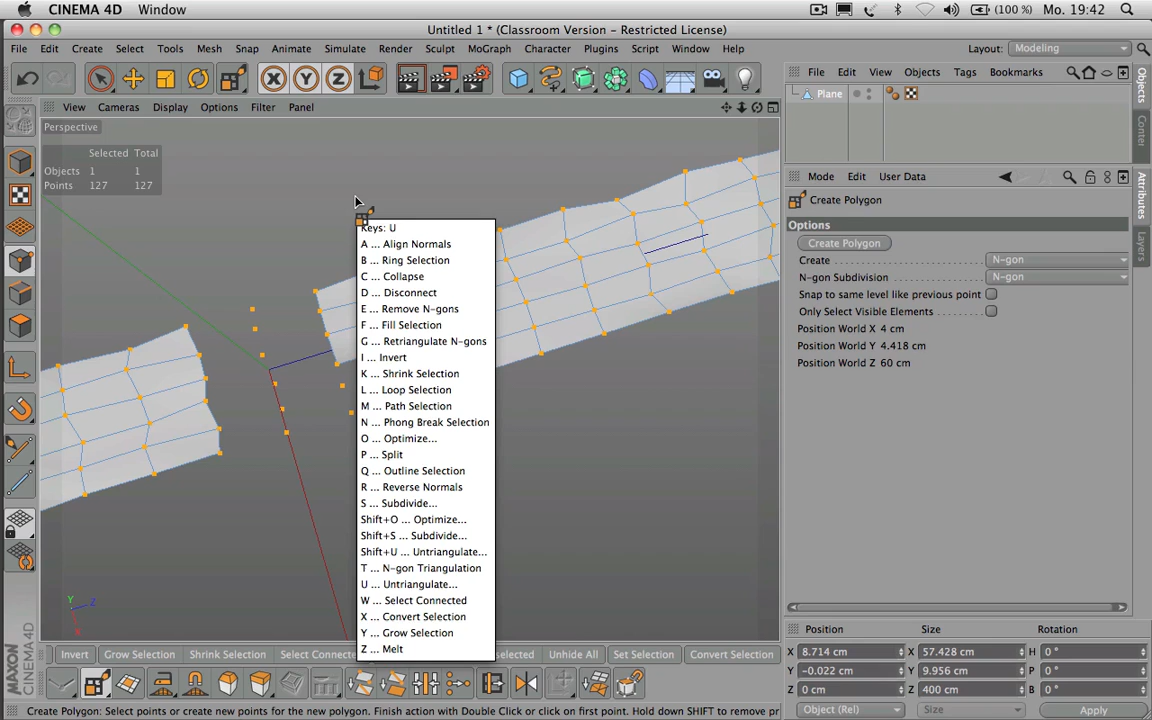 CINEMA 4D Window (100 %) Mo. 19:42
Untitled 1 * (Classroom Version - Restricted License)
File Edit Create Select Tools Mesh Snap Animate Simulate Render Sculpt MoGraph Character Plugins Script Window Help Layout: Modeling
X Y Z
File Edit View Objects Tags Bookmarks
View Cameras Display Options Filter Panel
Plane
Perspective
Selected Total
Objects 1 1
Points 127 127
Mode Edit User Data
Create Polygon
Options
Create Polygon
Create N-gon
N-gon Subdivision N-gon
Snap to same level like previous point
Only Select Visible Elements
Position World X 4 cm
Position World Y 4.418 cm
Position World Z 60 cm
Objects
Conter
Attributes
Layers
Keys: U
A ... Align Normals
B ... Ring Selection
C ... Collapse
D ... Disconnect
E ... Remove N-gons
F ... Fill Selection
G ... Retriangulate N-gons
I ... Invert
K ... Shrink Selection
L ... Loop Selection
M ... Path Selection
N ... Phong Break Selection
O ... Optimize...
P ... Split
Q ... Outline Selection
R ... Reverse Normals
S ... Subdivide...
Shift+O ... Optimize...
Shift+S ... Subdivide...
Shift+U ... Untriangulate...
T ... N-gon Triangulation
U ... Untriangulate...
W ... Select Connected
X ... Convert Selection
Y ... Grow Selection
Z ... Melt
Y Z X
Invert Grow Selection Shrink Selection Select Connecte selected Unhide All Set Selection Convert Selection
Position Size Rotation
X 8.714 cm X 57.428 cm H 0 °
Y -0.022 cm Y 9.956 cm P 0 °
Z 0 cm Z 400 cm B 0 °
Object (Rel) Size Apply
MAXON CINEMA 4D
Create Polygon: Select points or create new points for the new polygon. Finish action with Double Click or click on first point. Hold down SHIFT to remove pr